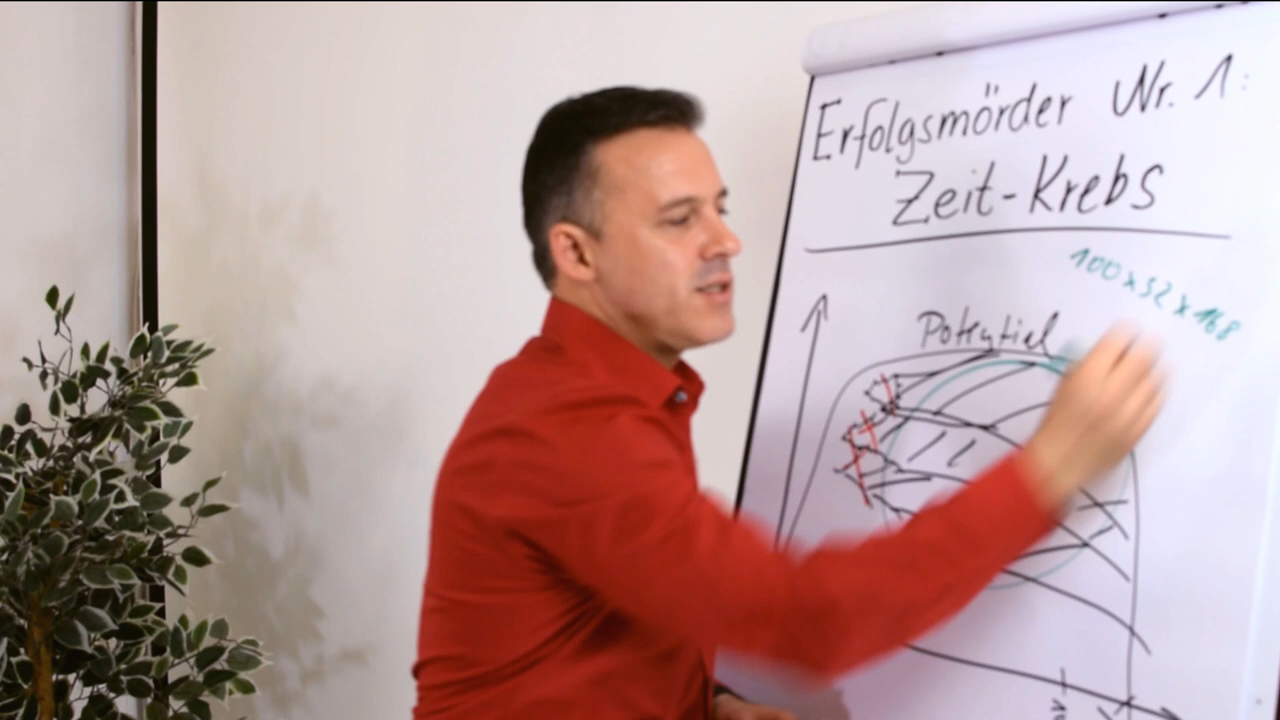 Erfolgsmörder Nr. 1:
Zeit-Krebs
100 x 52 x 168
Potential